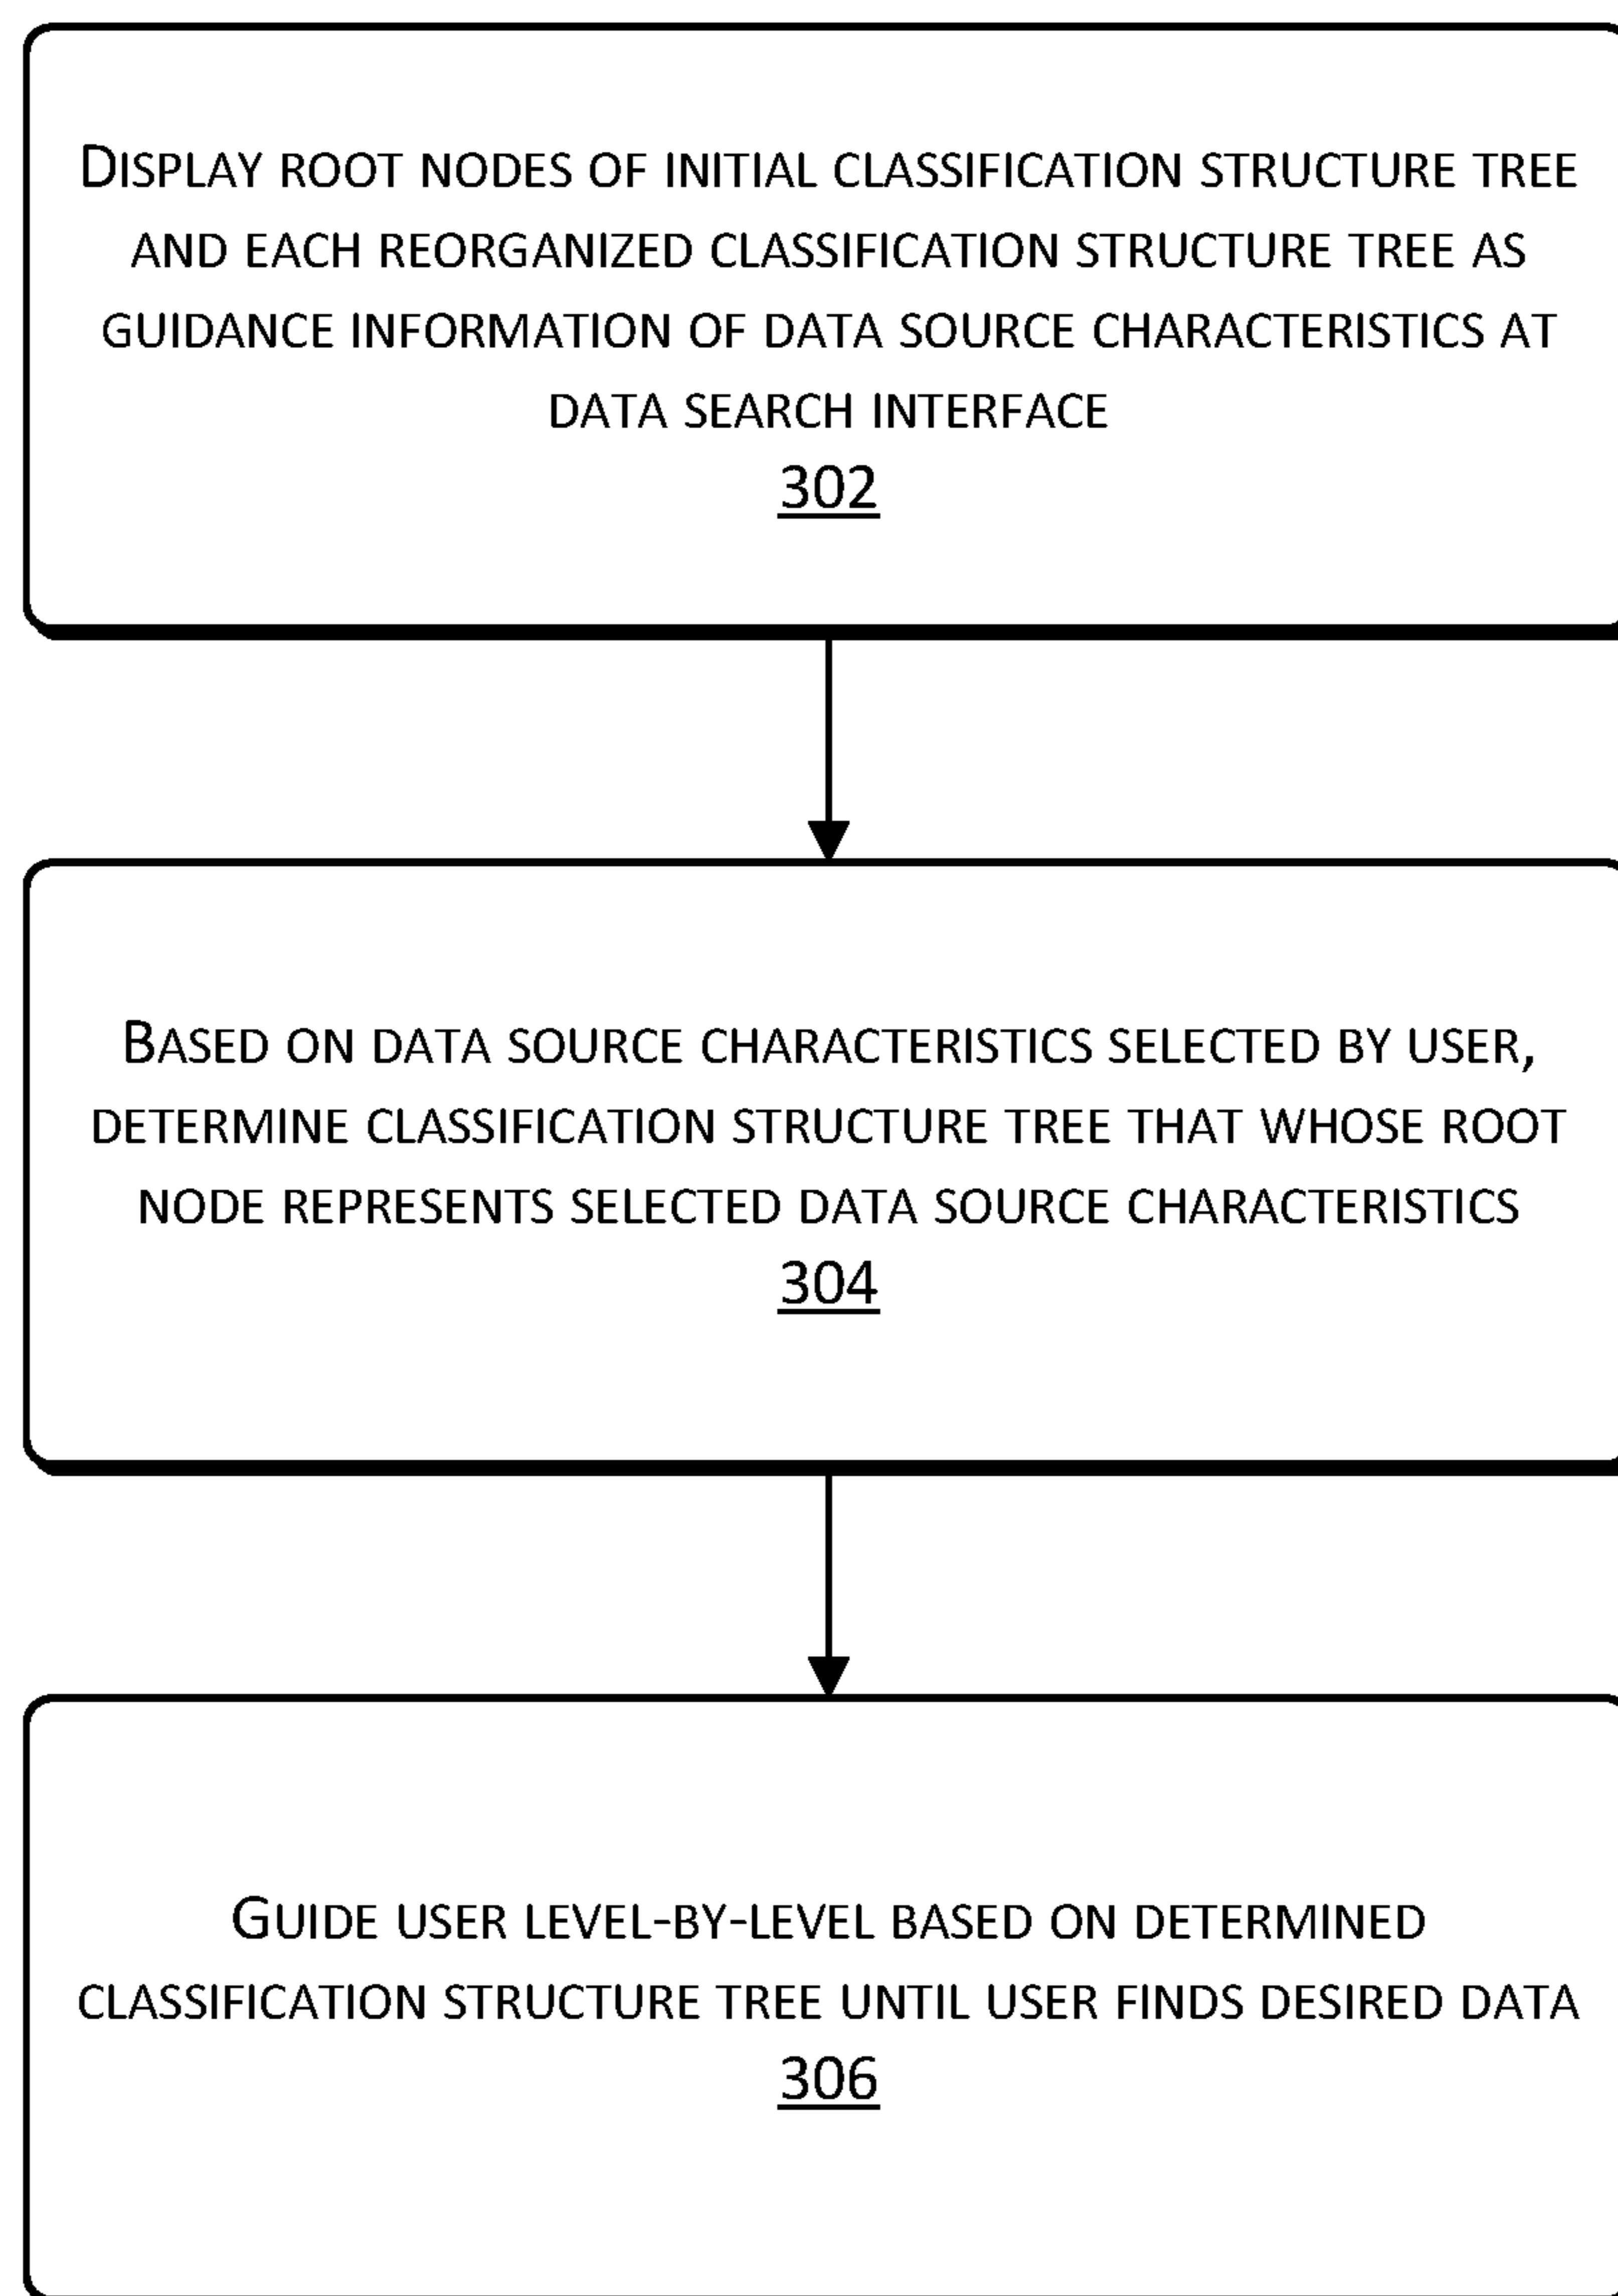 Display root nodes of initial classification structure tree
and each reorganized classification structure tree as
guidance information of data source characteristics at
data search interface
302
Based on data source characteristics selected by user,
determine classification structure tree that whose root
node represents selected data source characteristics
304
Guide user level-by-level based on determined
classification structure tree until user finds desired data
306